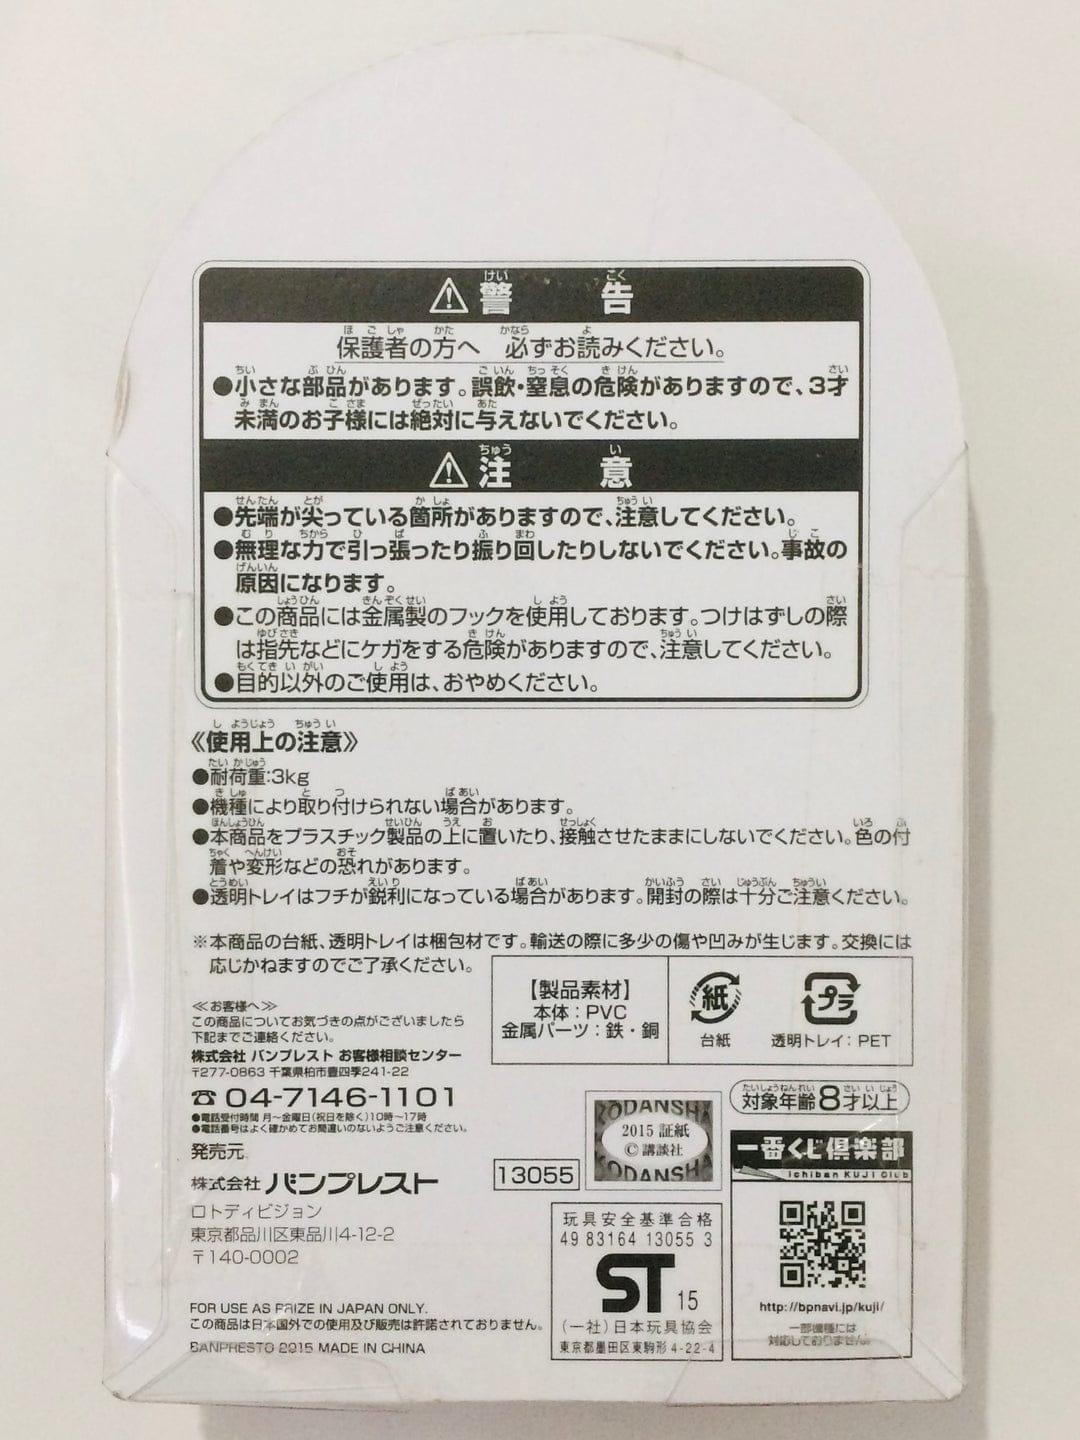 ⚠警告
保護者の方へ 必ずお読みください。
●小さな部品があります。誤飲・窒息の危険がありますので、3才
未満のお子様には絶対に与えないでください。
⚠注意
●先端が尖っている箇所がありますので、注意してください。
●無理な力で引っ張ったり振り回したりしないでください。事故の
原因になります。
●この商品には金属製のフックを使用しております。つけはずしの際
は指先などにケガをする危険がありますので、注意してください。
●目的以外のご使用は、おやめください。
《使用上の注意》
●耐荷重:3kg
●機種により取り付けられない場合があります。
●本商品をプラスチック製品の上に置いたり、接触させたままにしないでください。色の付
着や変形などの恐れがあります。
●透明トレイはフチが鋭利になっている場合があります。開封の際は十分ご注意ください。
※本商品の台紙、透明トレイは梱包材です。輸送の際に多少の傷や凹みが生じます。交換には
応じかねますのでご了承ください。
≪お客様へ≫
この商品についてお気づきの点がございましたら
下記までご連絡ください。
株式会社 バンプレスト お客様相談センター
〒277-0863 千葉県柏市豊四季241-22
☎04-7146-1101
●電話受付時間 月〜金曜日(祝日を除く)10時〜17時
●電話番号はよく確かめてお間違いのないようご注意ください。
発売元
株式会社バンプレスト
ロトディビジョン
東京都品川区東品川4-12-2
〒140-0002
FOR USE AS PRIZE IN JAPAN ONLY.
この商品は日本国外での使用及び販売は許諾されておりません。
BANPRESTO 2015 MADE IN CHINA
【製品素材】
本体：PVC
金属パーツ：鉄・銅
紙
台紙
プラ
透明トレイ：PET
対象年齢8才以上
KODANSHA
2015 証紙
©講談社
KODANSHA
13055
玩具安全基準合格
49 83164 13055 3
ST 15
(一社)日本玩具協会
東京都墨田区東駒形4-22-4
一番くじ倶楽部
Ichiban KUJI Club
http://bpnavi.jp/kuji/
一部機種には
対応しておりません。